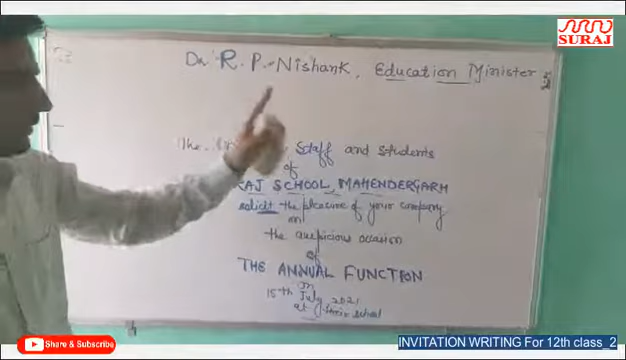 SURAJ
Dr. R. P. Nishank, Education Minister
The staff and students
of
RAJ SCHOOL, MAHENDERGARH
solicit the pleasure of your company
on
the auspicious occasion
of
THE ANNUAL FUNCTION
on
15th July 2021
at their school
Share & Subscribe
INVITATION WRITING For 12th class_2